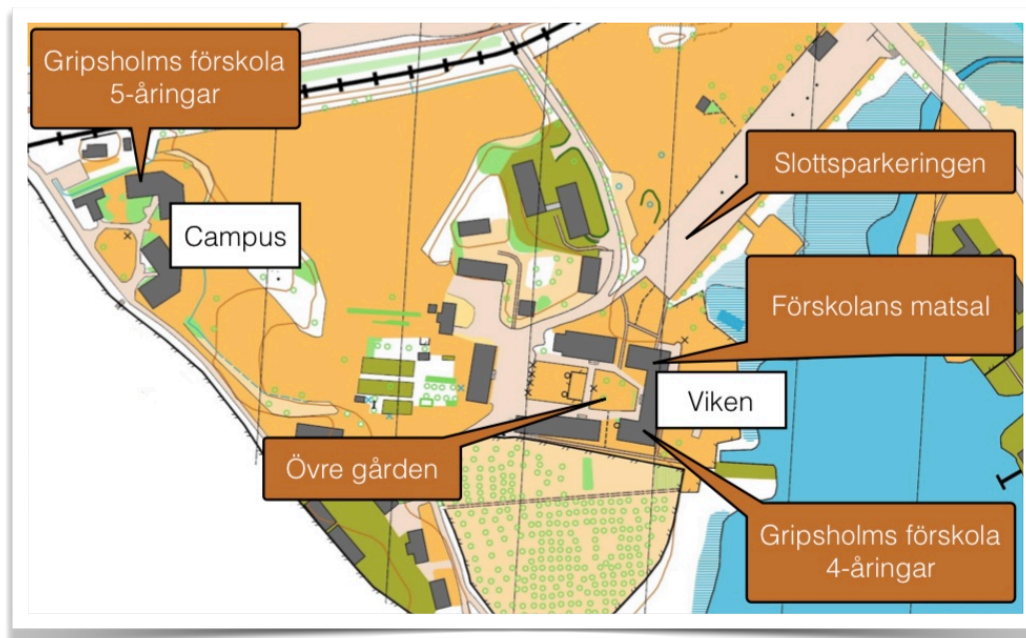 Gripsholms förskola
5-åringar
Slottsparkeringen
Campus
Förskolans matsal
Viken
Övre gården
Gripsholms förskola
4-åringar